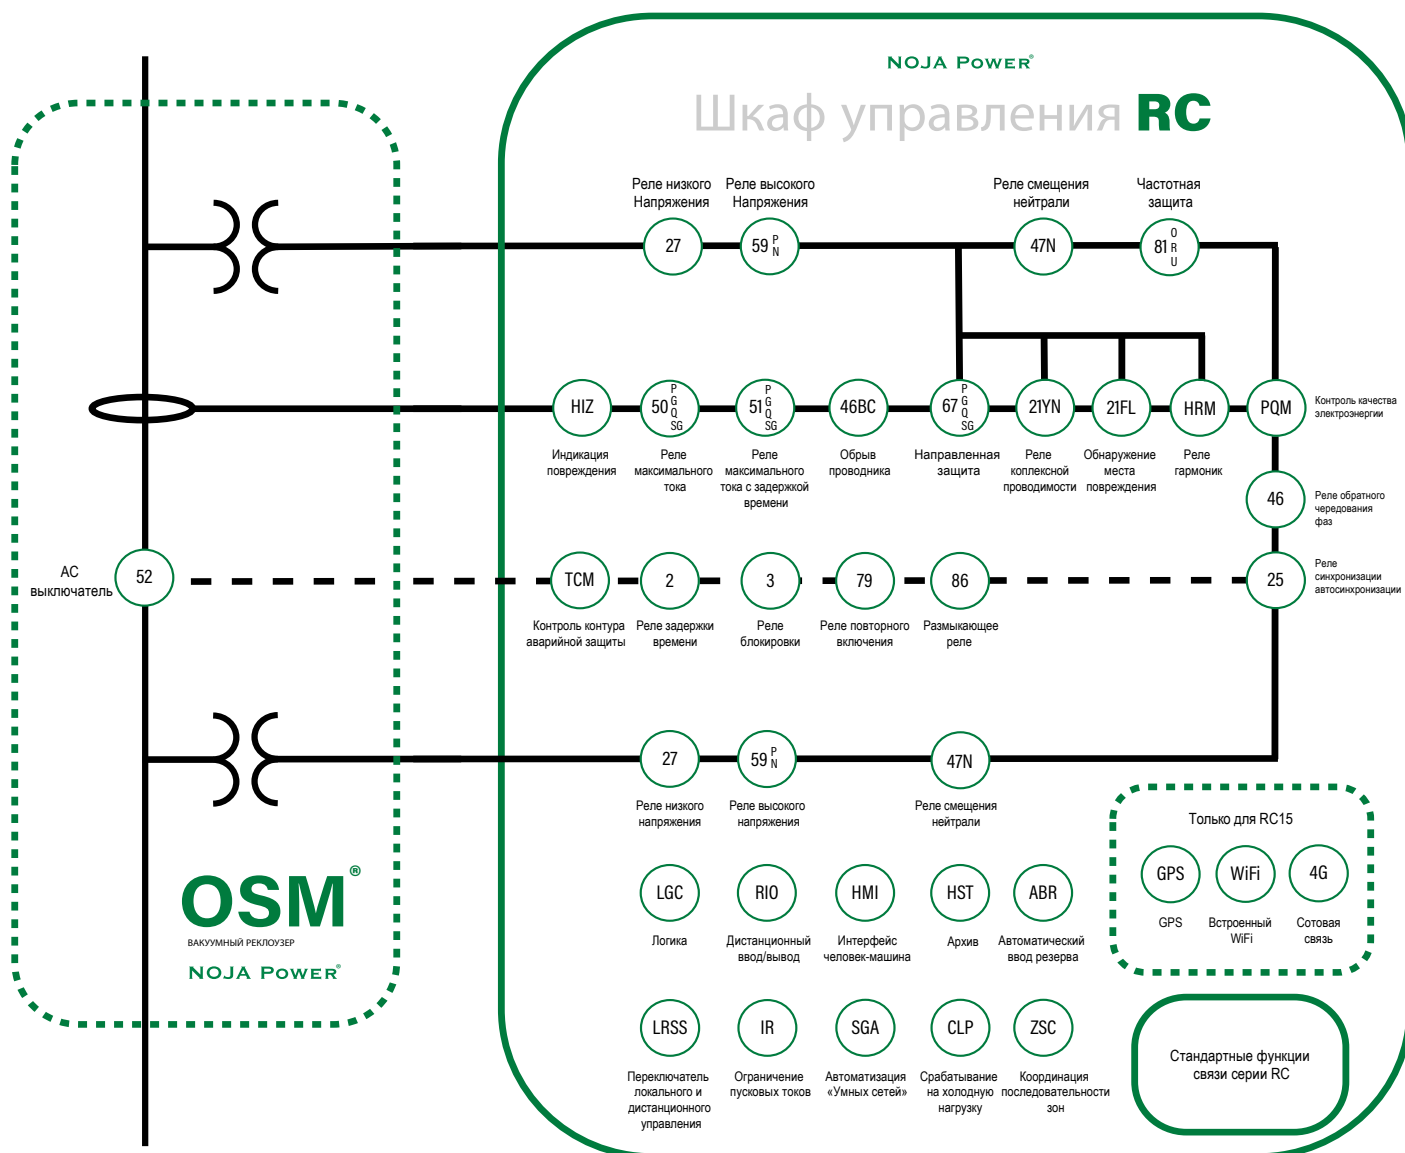 NOJA POWER®
Шкаф управления RC
Реле низкого
Напряжения
Реле высокого
Напряжения
Реле смещения
нейтрали
Частотная
защита
27
59 P N
47N
81 O R U
HIZ
50 P G Q SG
51 P G Q SG
46BC
67 P G Q SG
21YN
21FL
HRM
PQM
Контроль качества
электроэнергии
Индикация
повреждения
Реле
максимального
тока
Реле
максимального
тока с задержкой
времени
Обрыв
проводника
Направленная
защита
Реле
коплексной
проводимости
Обнаружение
места
повреждения
Реле
гармоник
46
Реле обратного
чередования
фаз
АС
выключатель
52
TCM
2
3
79
86
25
Реле
синхронизации
автосинхронизации
Контроль контура
аварийной защиты
Реле задержки
времени
Реле
блокировки
Реле повторного
включения
Размыкающее
реле
27
59 P N
47N
Реле низкого
напряжения
Реле высокого
напряжения
Реле смещения
нейтрали
OSM®
ВАКУУМНЫЙ РЕКЛОУЗЕР
NOJA POWER®
LGC
RIO
HMI
HST
ABR
Логика
Дистанционный
ввод/вывод
Интерфейс
человек-машина
Архив
Автоматический
ввод резерва
LRSS
IR
SGA
CLP
ZSC
Переключатель
локального и
дистанционного
управления
Ограничение
пусковых токов
Автоматизация
«Умных сетей»
Срабатывание
на холодную
нагрузку
Координация
последовательности
зон
Только для RC15
GPS
WiFi
4G
GPS
Встроенный
WiFi
Сотовая
связь
Стандартные функции
связи серии RC